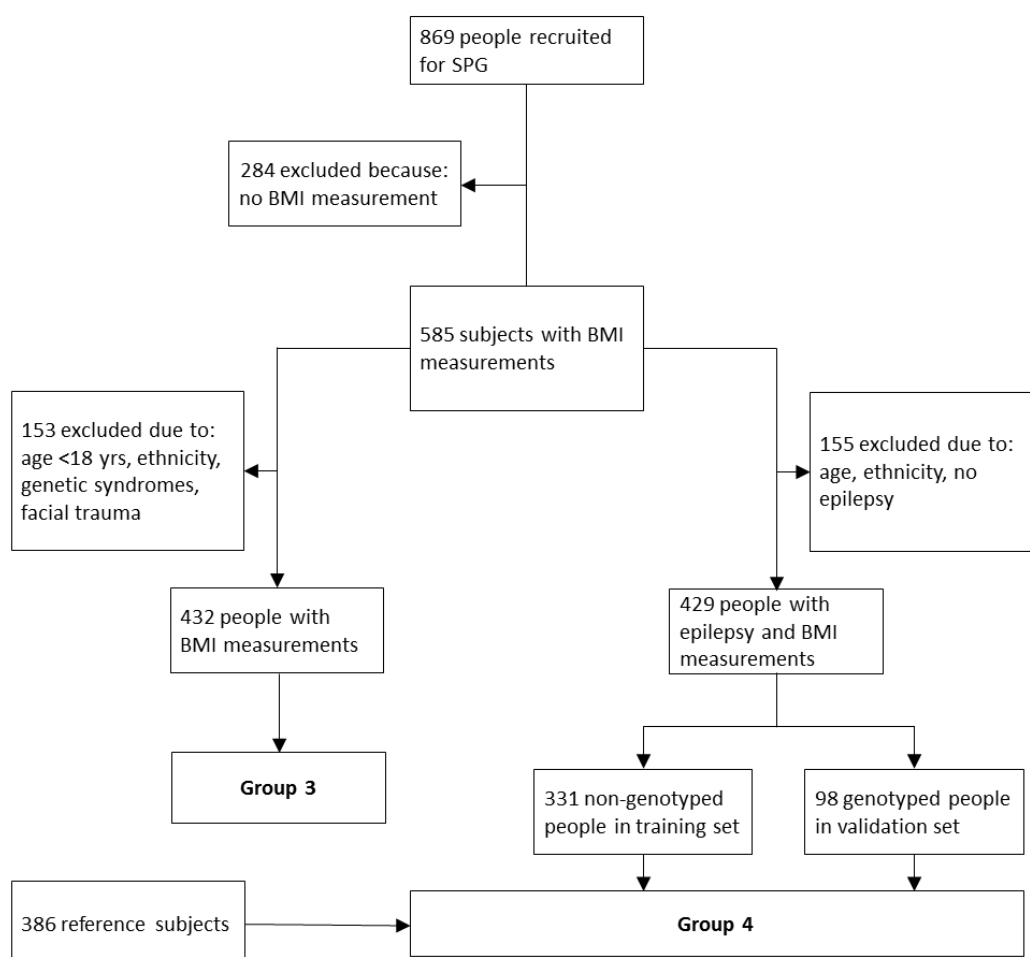 869 people recruited
for SPG
284 excluded because:
no BMI measurement
585 subjects with BMI
measurements
153 excluded due to:
age <18 yrs, ethnicity,
genetic syndromes,
facial trauma
155 excluded due to:
age, ethnicity, no
epilepsy
432 people with
BMI measurements
429 people with
epilepsy and BMI
measurements
Group 3
331 non-genotyped
people in training set
98 genotyped people
in validation set
386 reference subjects
Group 4